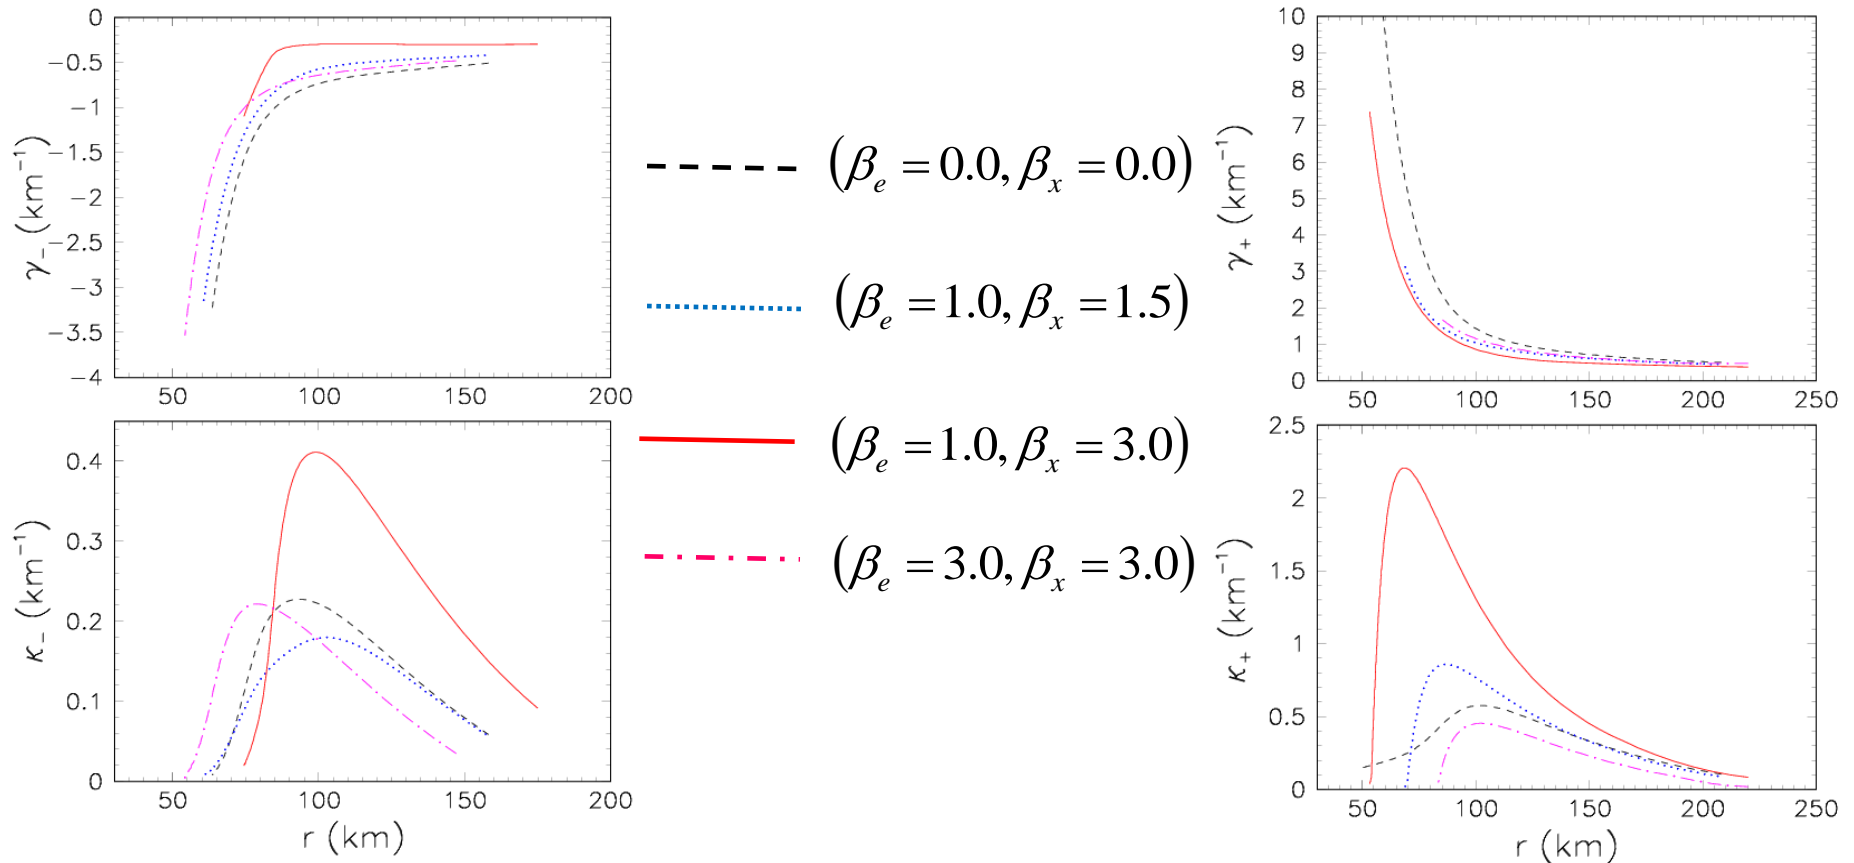 0
−0.5
−1
−1.5
−2
−2.5
−3
−3.5
−4
γ₋ (km⁻¹)
50 100 150 200
0.4
0.3
0.2
0.1
0
κ₋ (km⁻¹)
50 100 150 200
r (km)
(βₑ = 0.0, βₓ = 0.0)
(βₑ = 1.0, βₓ = 1.5)
(βₑ = 1.0, βₓ = 3.0)
(βₑ = 3.0, βₓ = 3.0)
10
9
8
7
6
5
4
3
2
1
0
γ₊ (km⁻¹)
50 100 150 200 250
2.5
2
1.5
1
0.5
0
κ₊ (km⁻¹)
50 100 150 200 250
r (km)